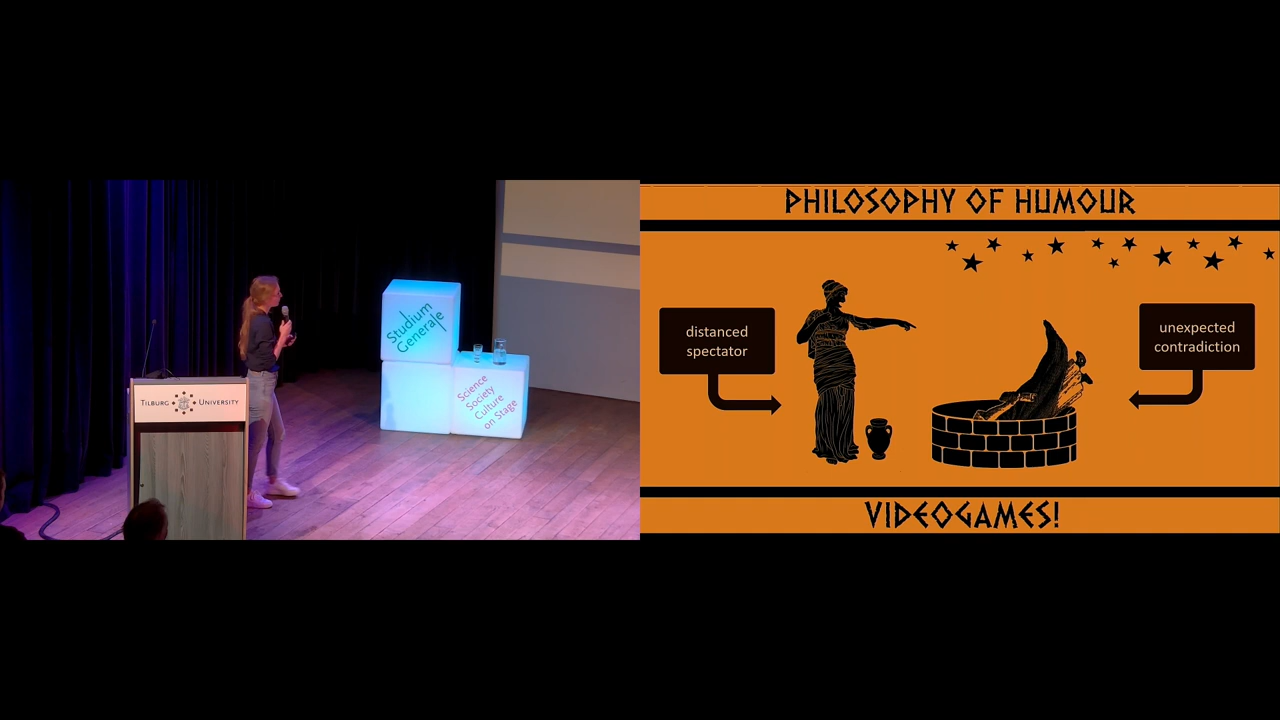 Studium
Generale
Science
Society
Culture
on Stage
TILBURG UNIVERSITY
PHILOSOPHY OF HUMOUR
distanced
spectator
unexpected
contradiction
VIDEOGAMES!